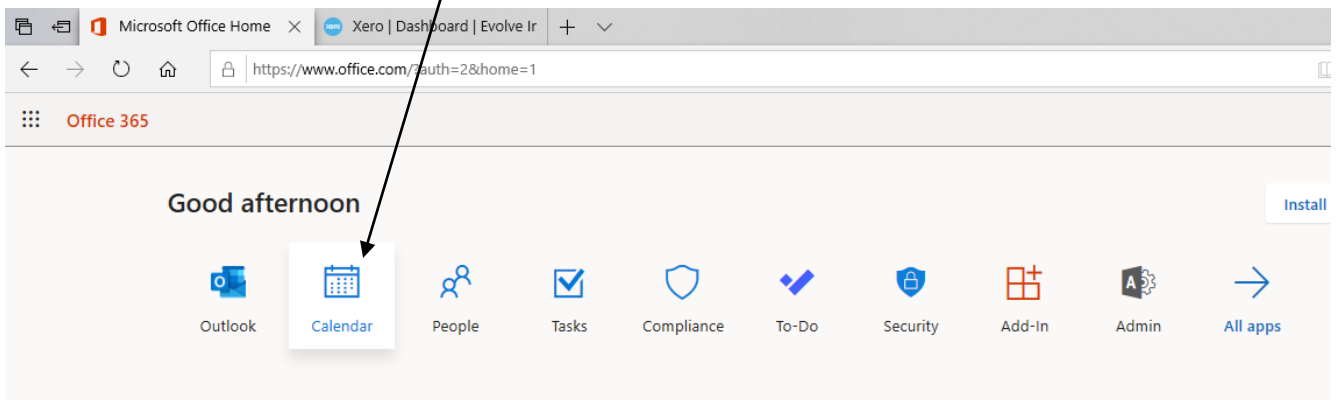 Microsoft Office Home xero Xero | Dashboard | Evolve Ir
https://www.office.com/?auth=2&home=1
Office 365
Good afternoon
Install
Outlook Calendar People Tasks Compliance To-Do Security Add-In Admin All apps